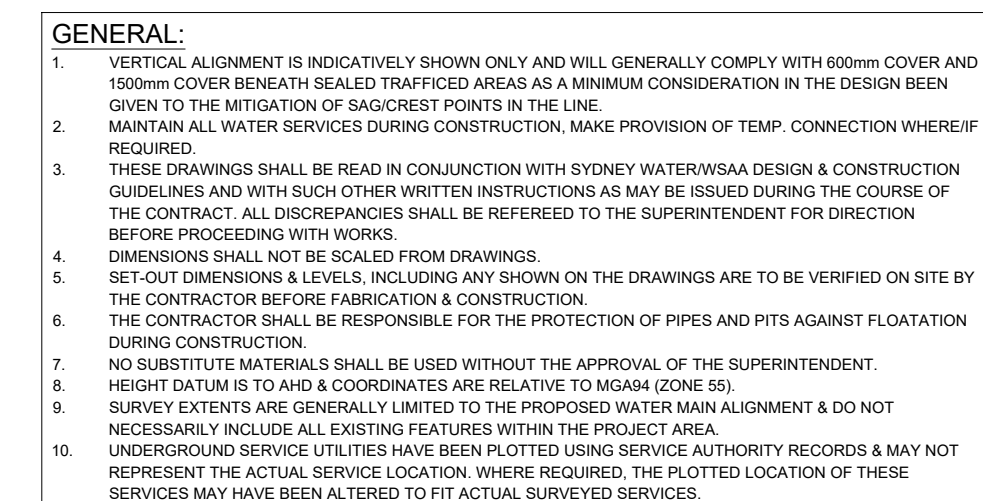 GENERAL:
1. VERTICAL ALIGNMENT IS INDICATIVELY SHOWN ONLY AND WILL GENERALLY COMPLY WITH 600mm COVER AND
1500mm COVER BENEATH SEALED TRAFFICED AREAS AS A MINIMUM CONSIDERATION IN THE DESIGN BEEN
GIVEN TO THE MITIGATION OF SAG/CREST POINTS IN THE LINE.
2. MAINTAIN ALL WATER SERVICES DURING CONSTRUCTION, MAKE PROVISION OF TEMP. CONNECTION WHERE/IF
REQUIRED.
3. THESE DRAWINGS SHALL BE READ IN CONJUNCTION WITH SYDNEY WATER/WSAA DESIGN & CONSTRUCTION
GUIDELINES AND WITH SUCH OTHER WRITTEN INSTRUCTIONS AS MAY BE ISSUED DURING THE COURSE OF
THE CONTRACT. ALL DISCREPANCIES SHALL BE REFEREED TO THE SUPERINTENDENT FOR DIRECTION
BEFORE PROCEEDING WITH WORKS.
4. DIMENSIONS SHALL NOT BE SCALED FROM DRAWINGS.
5. SET-OUT DIMENSIONS & LEVELS, INCLUDING ANY SHOWN ON THE DRAWINGS ARE TO BE VERIFIED ON SITE BY
THE CONTRACTOR BEFORE FABRICATION & CONSTRUCTION.
6. THE CONTRACTOR SHALL BE RESPONSIBLE FOR THE PROTECTION OF PIPES AND PITS AGAINST FLOATATION
DURING CONSTRUCTION.
7. NO SUBSTITUTE MATERIALS SHALL BE USED WITHOUT THE APPROVAL OF THE SUPERINTENDENT.
8. HEIGHT DATUM IS TO AHD & COORDINATES ARE RELATIVE TO MGA94 (ZONE 55).
9. SURVEY EXTENTS ARE GENERALLY LIMITED TO THE PROPOSED WATER MAIN ALIGNMENT & DO NOT
NECESSARILY INCLUDE ALL EXISTING FEATURES WITHIN THE PROJECT AREA.
10. UNDERGROUND SERVICE UTILITIES HAVE BEEN PLOTTED USING SERVICE AUTHORITY RECORDS & MAY NOT
REPRESENT THE ACTUAL SERVICE LOCATION. WHERE REQUIRED, THE PLOTTED LOCATION OF THESE
SERVICES MAY HAVE BEEN ALTERED TO FIT ACTUAL SURVEYED SERVICES.